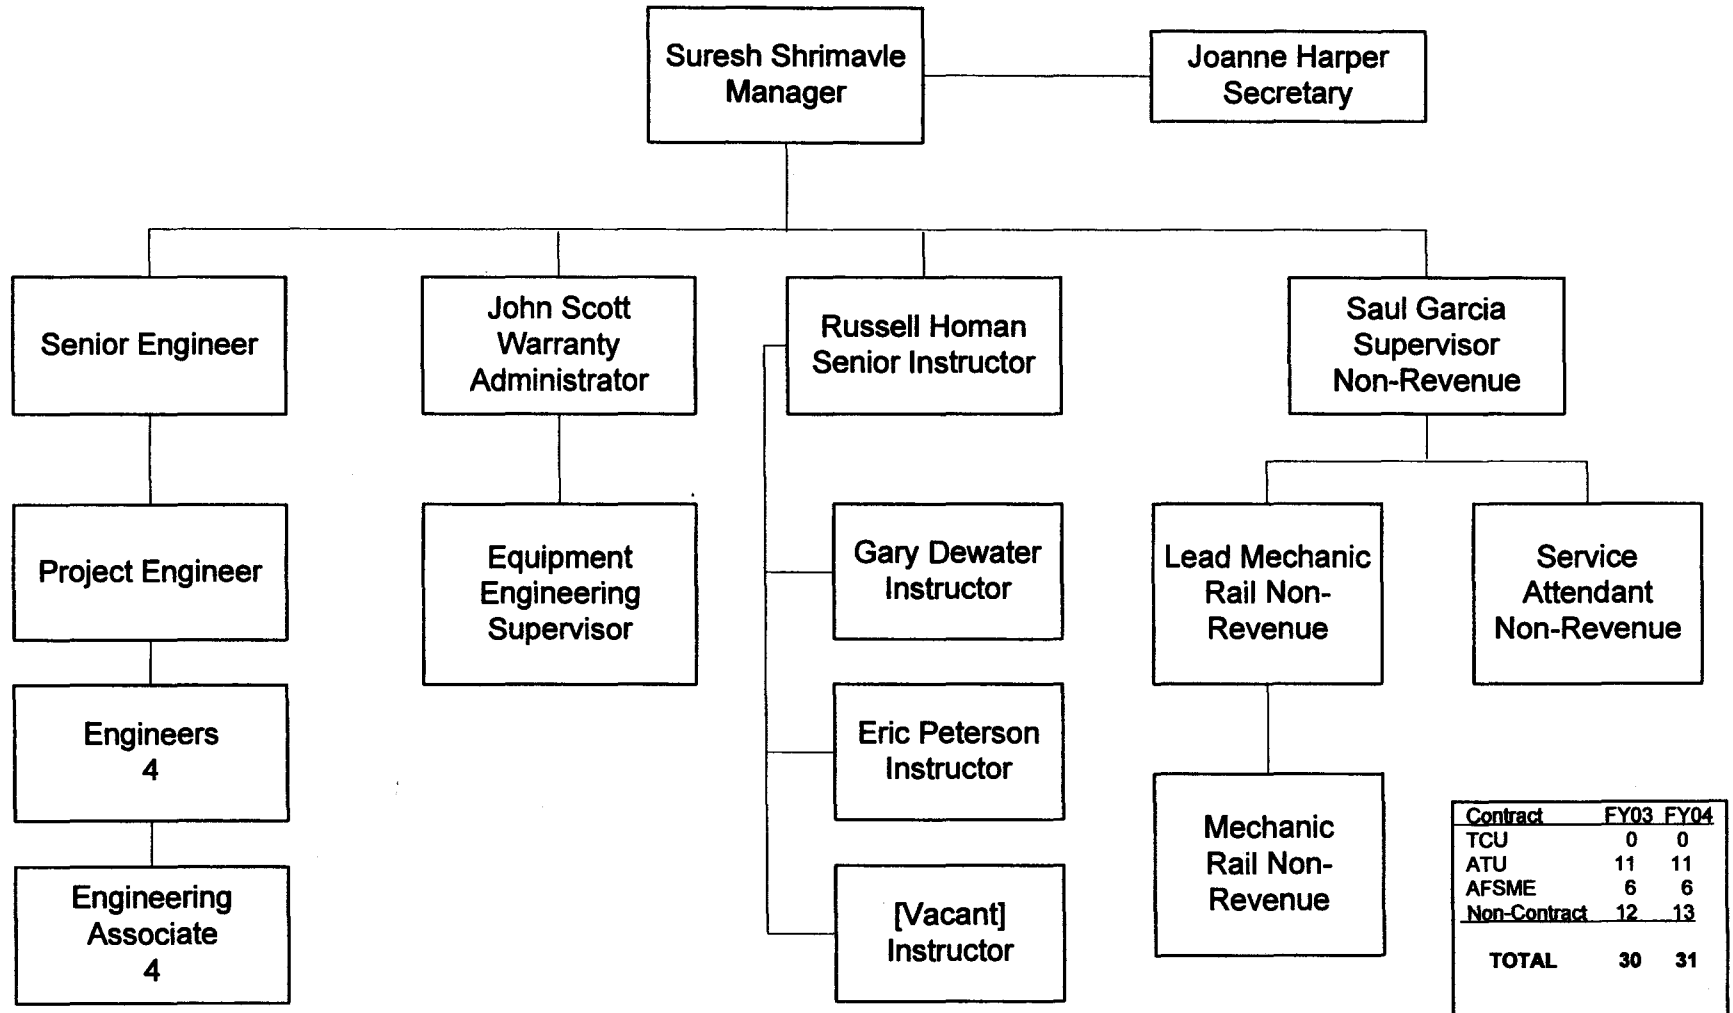 Suresh Shrimavle
Manager
Joanne Harper
Secretary
Senior Engineer
John Scott
Warranty
Administrator
Russell Homan
Senior Instructor
Saul Garcia
Supervisor
Non-Revenue
Project Engineer
Equipment
Engineering
Supervisor
Gary Dewater
Instructor
Lead Mechanic
Rail Non-
Revenue
Service
Attendant
Non-Revenue
Engineers
4
Eric Peterson
Instructor
Mechanic
Rail Non-
Revenue
Engineering
Associate
4
[Vacant]
Instructor
Contract FY03 FY04
TCU 0 0
ATU 11 11
AFSME 6 6
Non-Contract 12 13
TOTAL 30 31